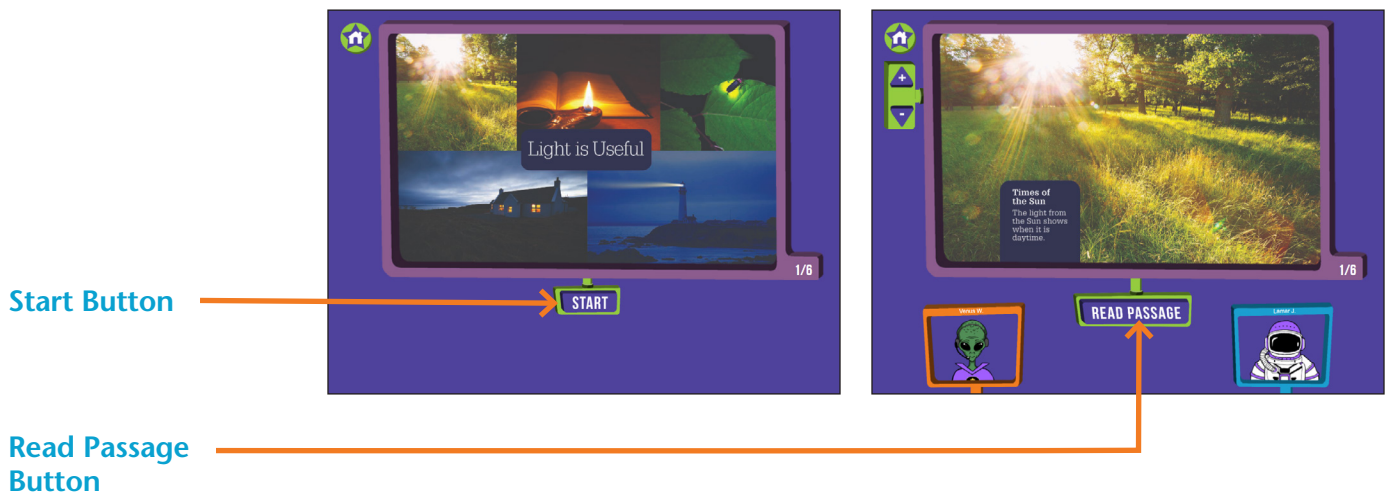 Light is Useful
1/6
START
+
-
Times of
the Sun
The light from
the Sun shows
when it is
daytime.
1/6
READ PASSAGE
Venus W.
Lamar J.
Start Button
Read Passage
Button